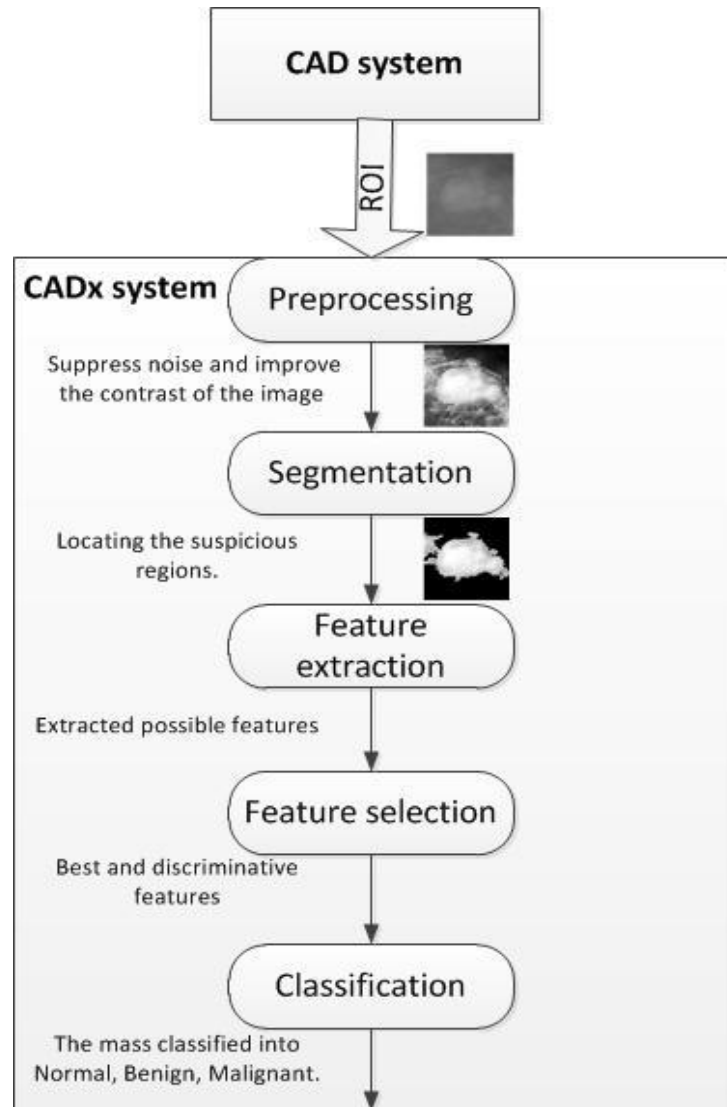 CAD system
ROI
CADx system
Preprocessing
Suppress noise and improve
the contrast of the image
Segmentation
Locating the suspicious
regions.
Feature
extraction
Extracted possible features
Feature selection
Best and discriminative
features
Classification
The mass classified into
Normal, Benign, Malignant.